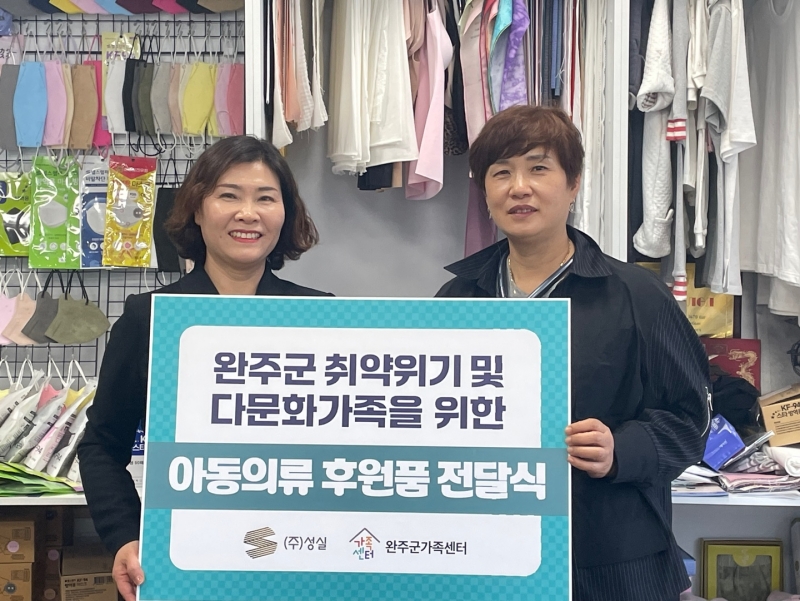 완주군 취약위기 및
다문화가족을 위한
아동의류 후원품 전달식
(주)성실
가족센터
완주군가족센터